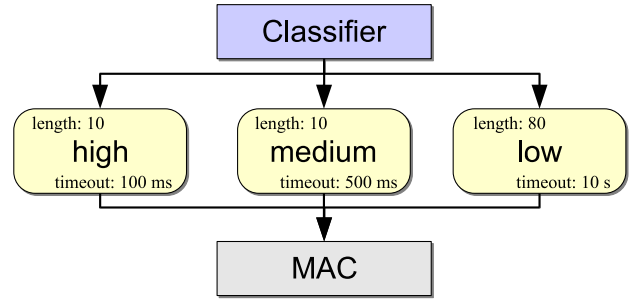 Classifier
length: 10
high
timeout: 100 ms
length: 10
medium
timeout: 500 ms
length: 80
low
timeout: 10 s
MAC